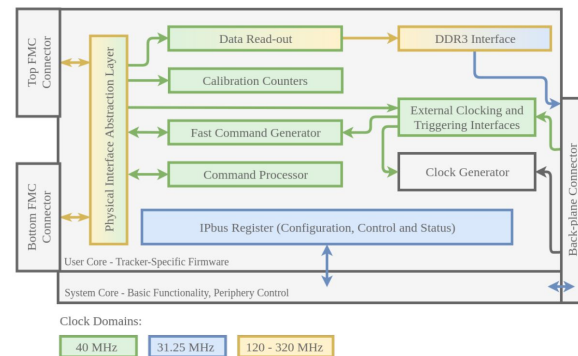 Top FMC
Connector
Bottom FMC
Connector
Physical Interface Abstraction Layer
Data Read-out
DDR3 Interface
Calibration Counters
Fast Command Generator
External Clocking and
Triggering Interfaces
Command Processor
Clock Generator
IPbus Register (Configuration, Control and Status)
Back-plane Connector
User Core - Tracker-Specific Firmware
System Core - Basic Functionality, Periphery Control
Clock Domains:
40 MHz
31.25 MHz
120 - 320 MHz